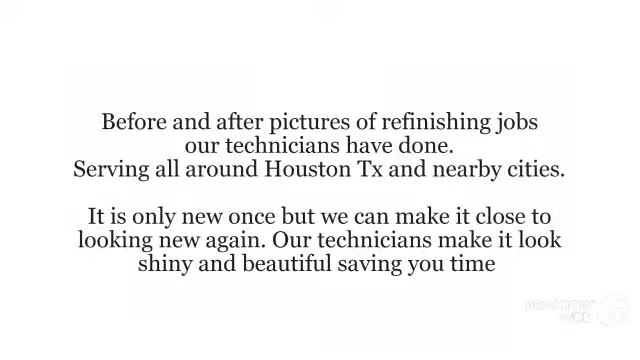 Before and after pictures of refinishing jobs
our technicians have done.
Serving all around Houston Tx and nearby cities.
It is only new once but we can make it close to
looking new again. Our technicians make it look
shiny and beautiful saving you time